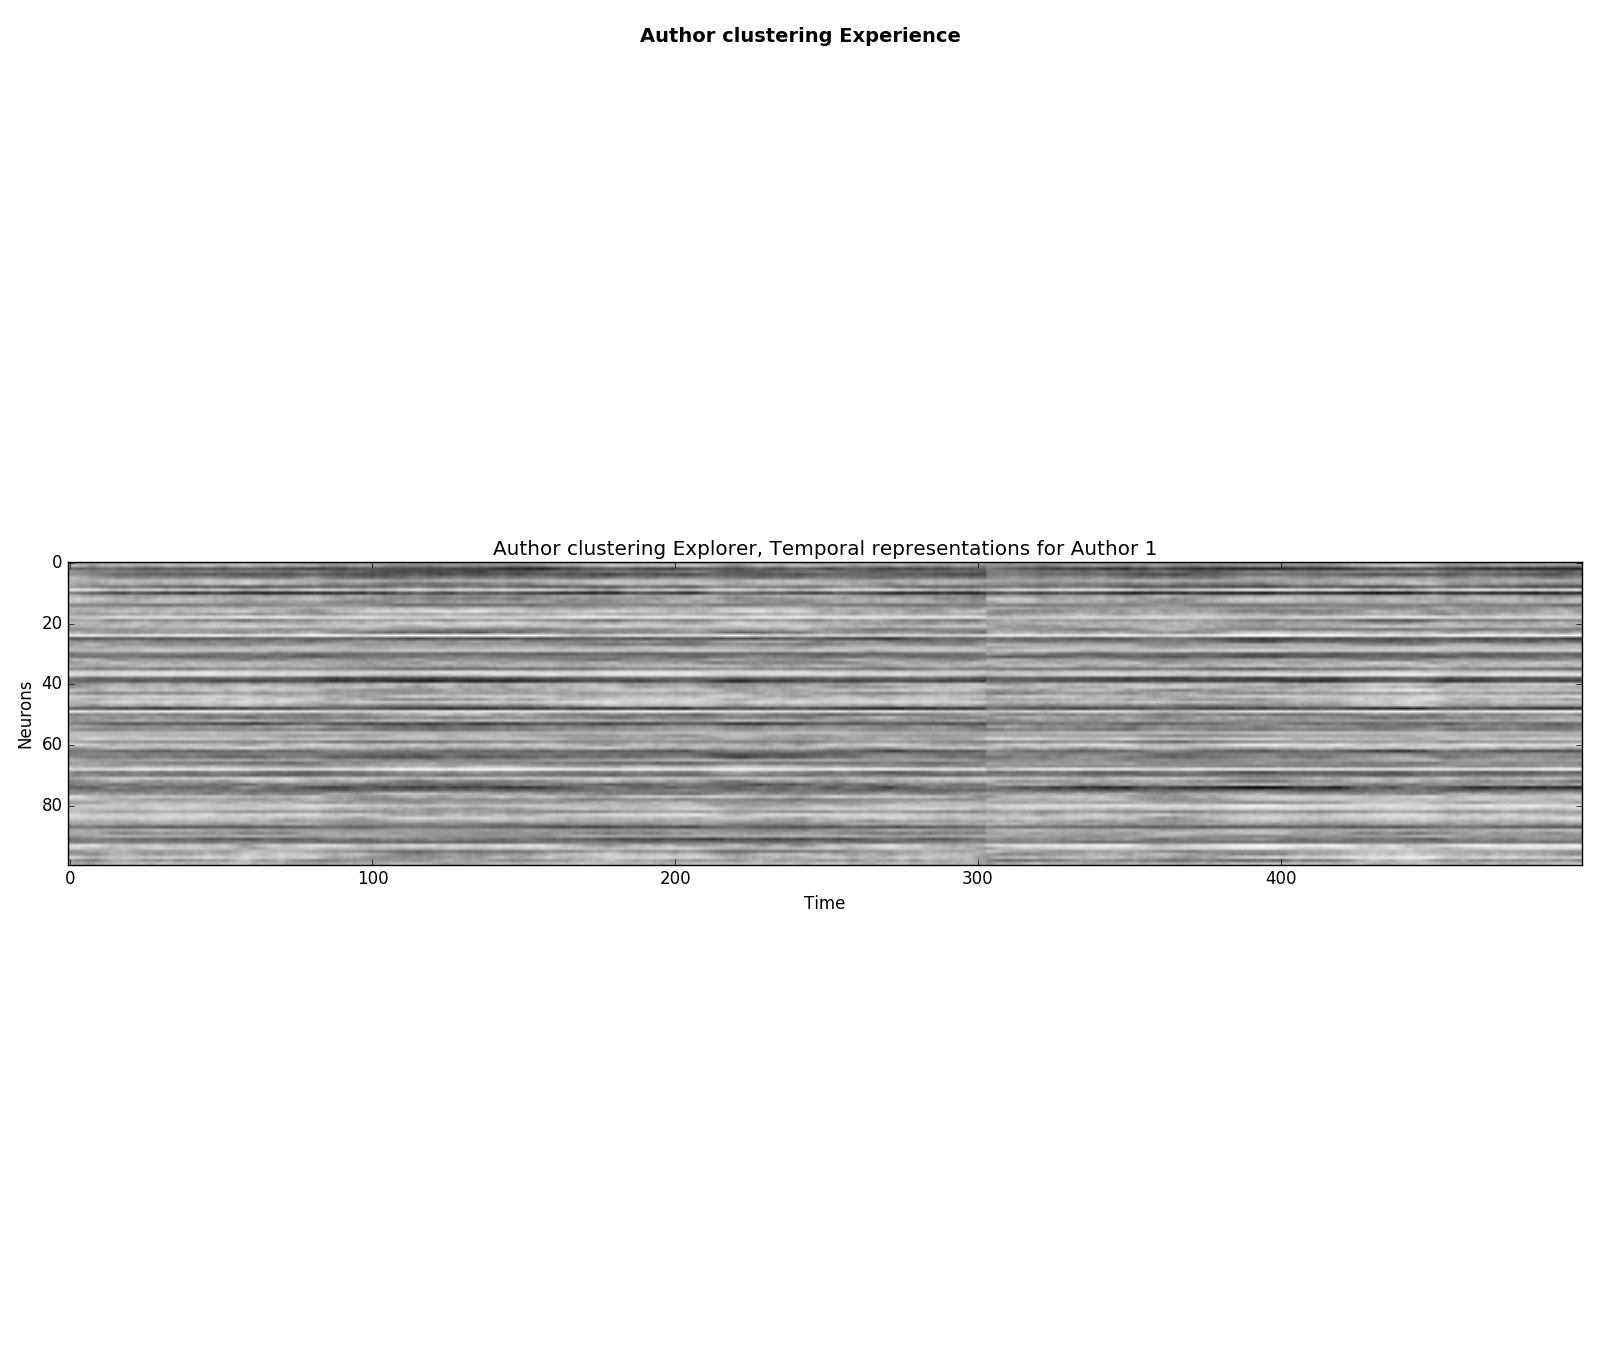 Author clustering Experience
Author clustering Explorer, Temporal representations for Author 1
0
20
40
60
80
Neurons
0 100 200 300 400
Time